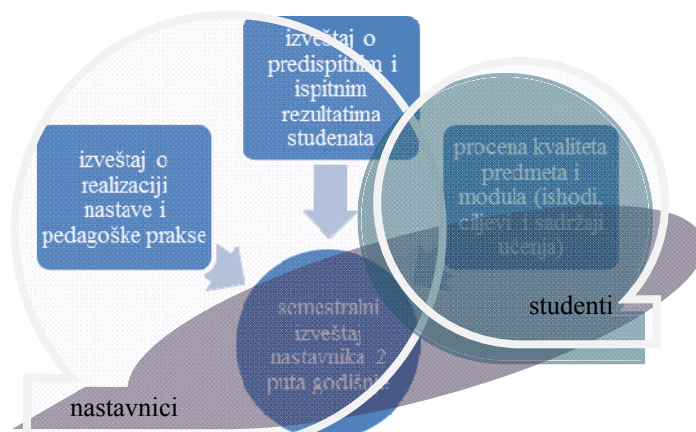 izveštaj o
predispitnim i
ispitnim
rezultatima
studenata
izveštaj o
realizaciji
nastave i
pedagoške prakse
procena kvaliteta
predmeta i
modula (ishodi,
ciljevi i sadržaji
učenja)
semestralni
izveštaj
nastavnika 2
puta godišnje
studenti
nastavnici